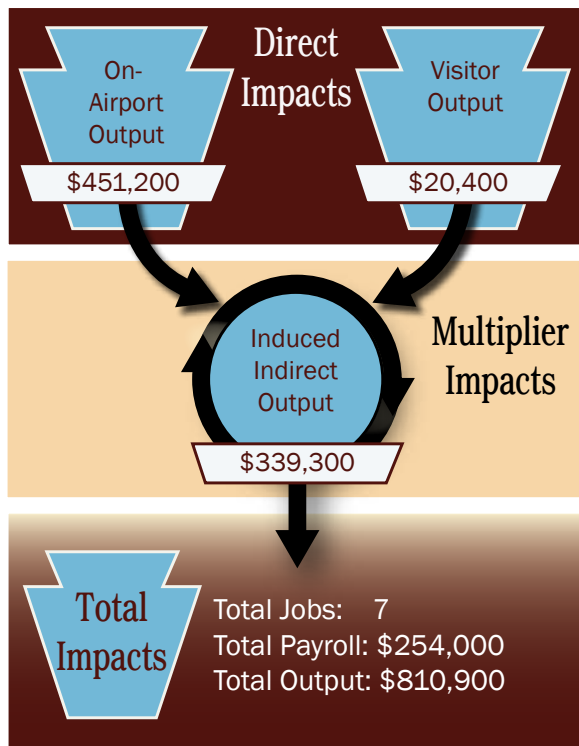 Direct
Impacts
On-
Airport
Output
$451,200
Visitor
Output
$20,400
Induced
Indirect
Output
$339,300
Multiplier
Impacts
Total
Impacts
Total Jobs: 7
Total Payroll: $254,000
Total Output: $810,900